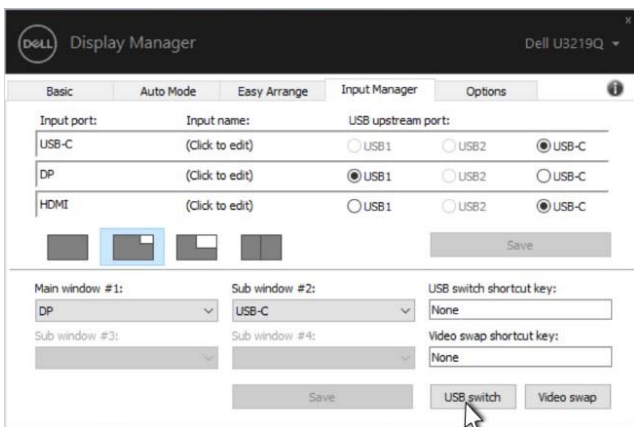 DELL Display Manager Dell U3219Q
Basic Auto Mode Easy Arrange Input Manager Options
Input port: Input name: USB upstream port:
USB-C (Click to edit) USB1 USB2 USB-C
DP (Click to edit) USB1 USB2 USB-C
HDMI (Click to edit) USB1 USB2 USB-C
Save
Main window #1: Sub window #2: USB switch shortcut key:
DP USB-C None
Sub window #3: Sub window #4: Video swap shortcut key:
None
Save USB switch Video swap